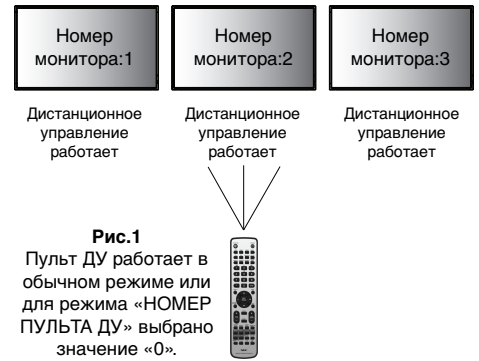 Номер
монитора:1
Номер
монитора:2
Номер
монитора:3
Дистанционное
управление
работает
Дистанционное
управление
работает
Дистанционное
управление
работает
Рис.1
Пульт ДУ работает в
обычном режиме или
для режима «НОМЕР
ПУЛЬТА ДУ» выбрано
значение «0».